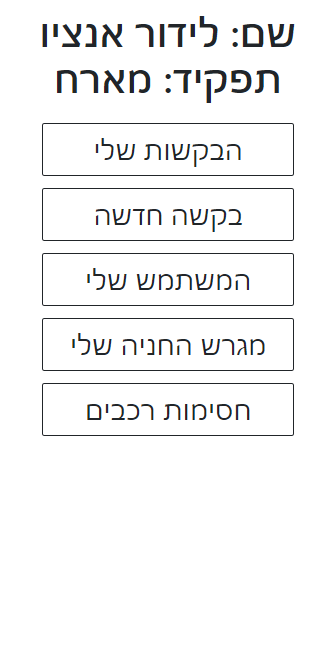 שם: לידור אנציו
תפקיד: מארח
הבקשות שלי
בקשה חדשה
המשתמש שלי
מגרש החניה שלי
חסימות רכבים